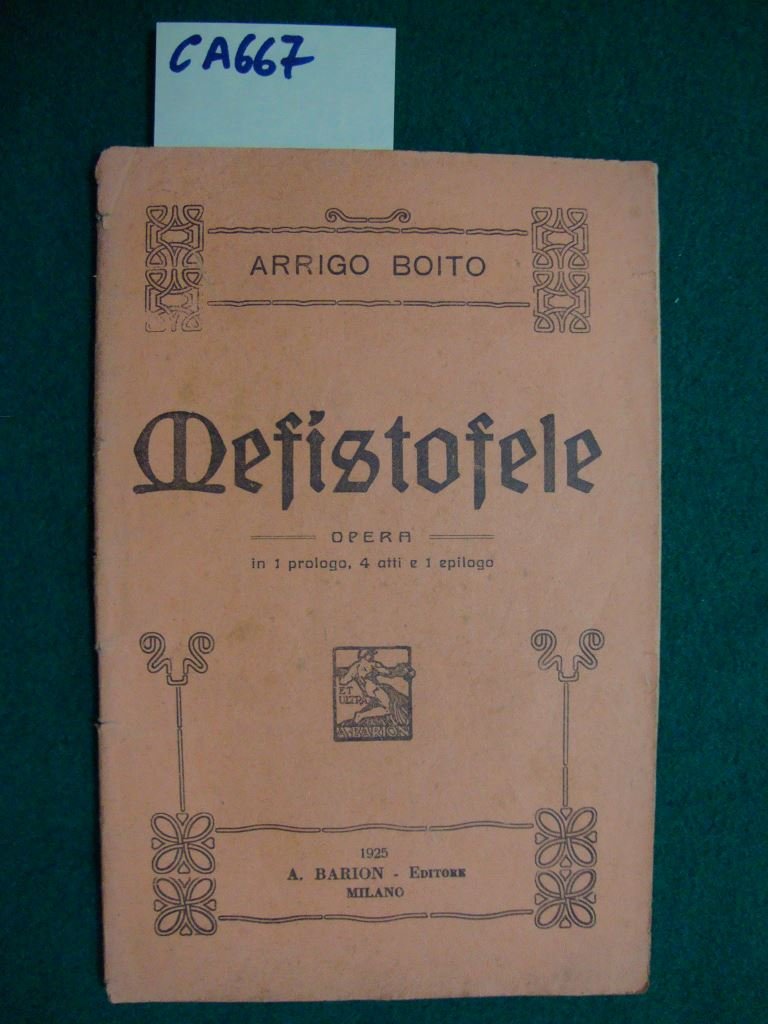 CA667
ARRIGO BOITO
Mefistofele
OPERA
in 1 prologo, 4 atti e 1 epilogo
ET
ULTRA
A. BARION
1925
A. BARION - EDITORE
MILANO